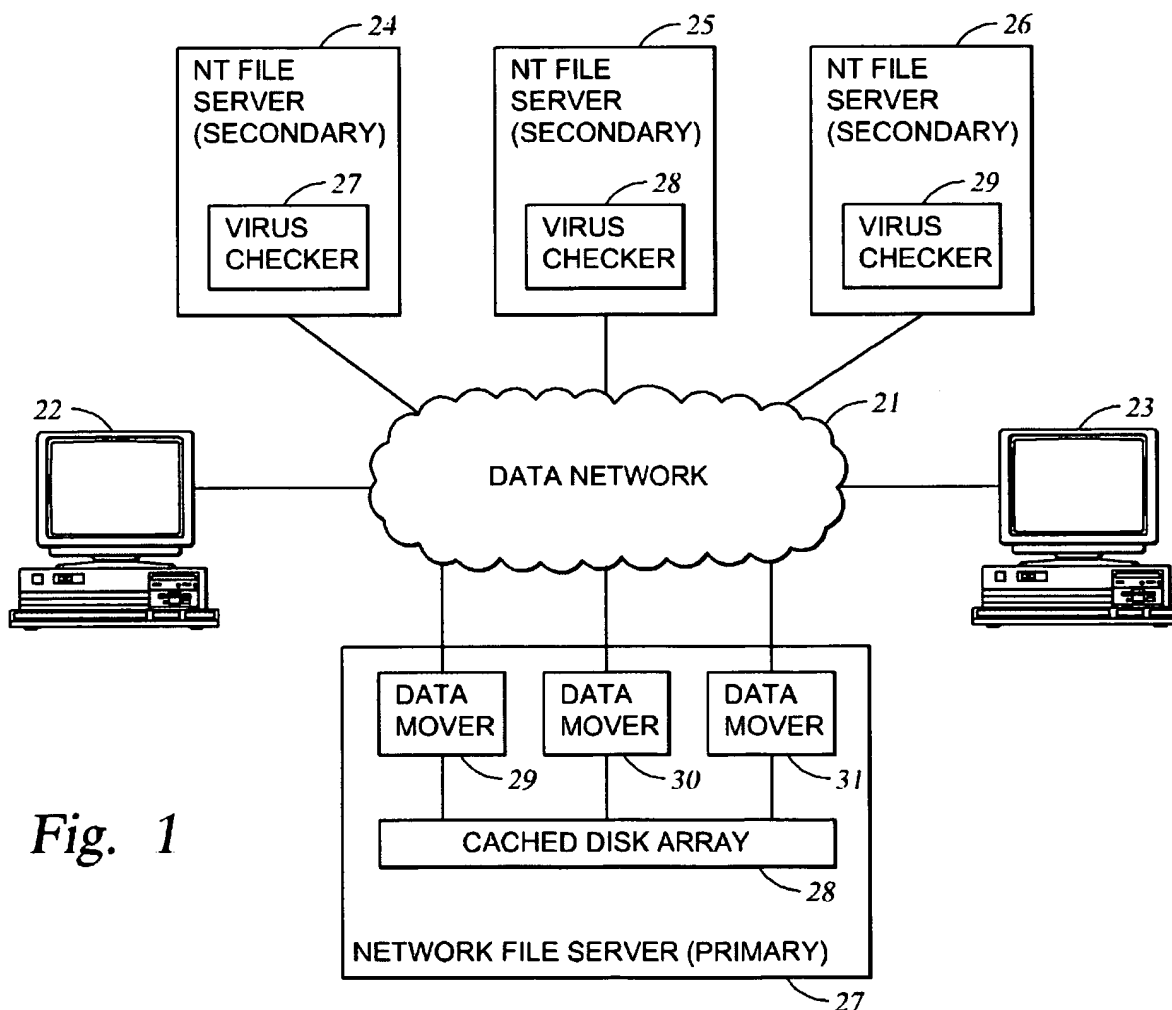 24
NT FILE
SERVER
(SECONDARY)
27
VIRUS
CHECKER
25
NT FILE
SERVER
(SECONDARY)
28
VIRUS
CHECKER
26
NT FILE
SERVER
(SECONDARY)
29
VIRUS
CHECKER
22
21
DATA NETWORK
23
DATA
MOVER
29
DATA
MOVER
30
DATA
MOVER
31
CACHED DISK ARRAY
28
NETWORK FILE SERVER (PRIMARY)
27
Fig. 1